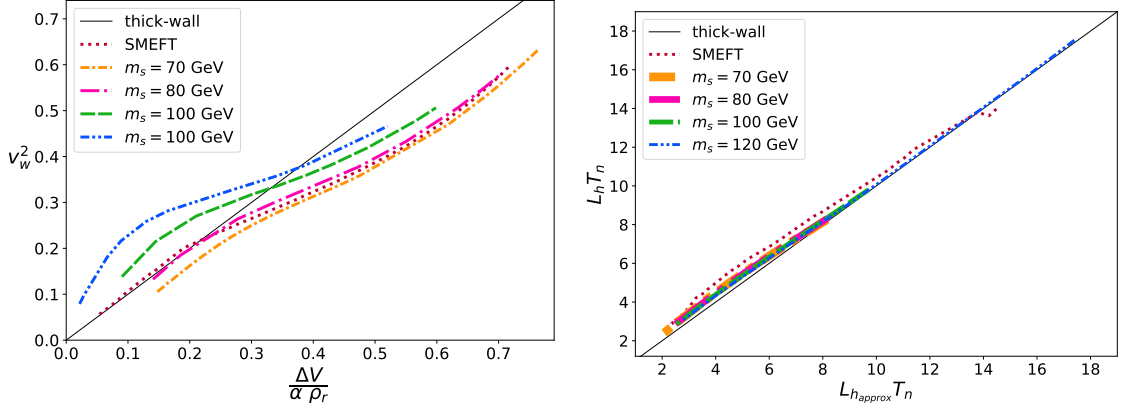 thick-wall
SMEFT
m_s = 70 GeV
m_s = 80 GeV
m_s = 100 GeV
m_s = 100 GeV
v_w^2
0.0 0.1 0.2 0.3 0.4 0.5 0.6 0.7
0.0 0.1 0.2 0.3 0.4 0.5 0.6 0.7
ΔV
α ρ_r
thick-wall
SMEFT
m_s = 70 GeV
m_s = 80 GeV
m_s = 100 GeV
m_s = 120 GeV
L_h T_n
2 4 6 8 10 12 14 16 18
2 4 6 8 10 12 14 16 18
L_{h_{approx}} T_n